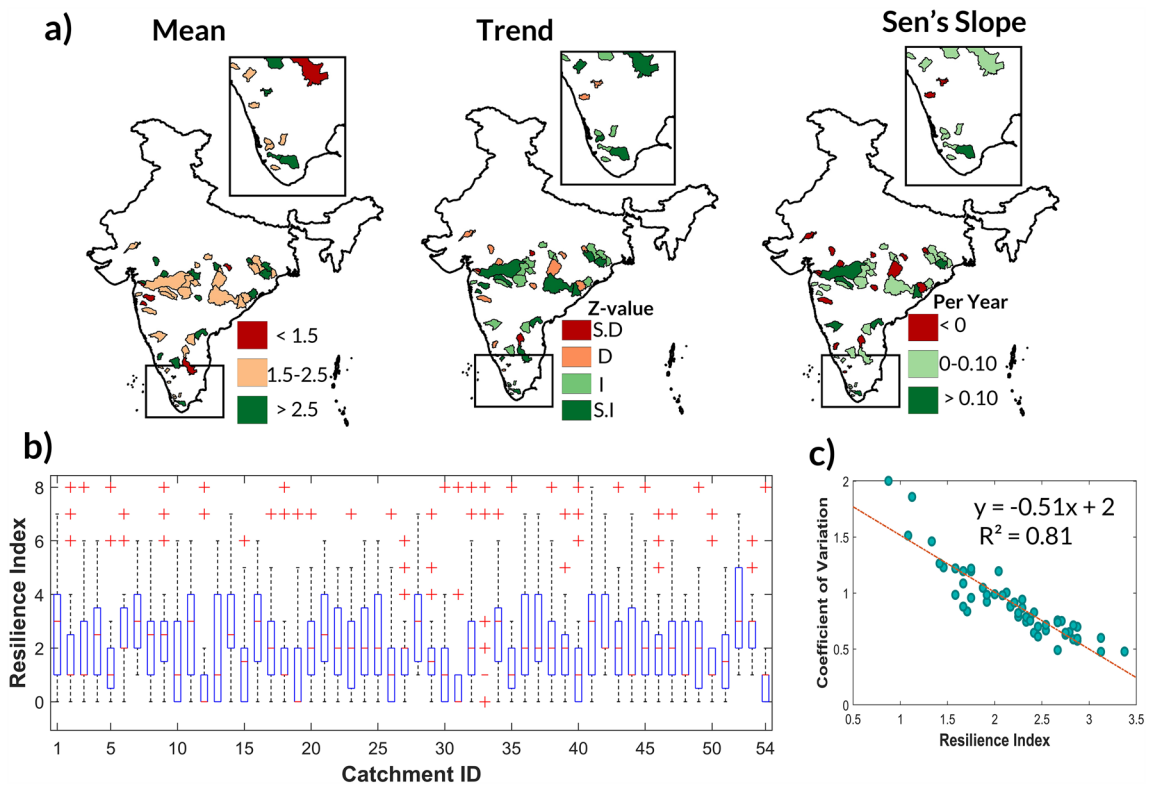 a)
Mean
Trend
Sen's Slope
< 1.5
1.5-2.5
> 2.5
Z-value
S.D
D
I
S.I
Per Year
< 0
0-0.10
> 0.10
b)
Resilience Index
8
6
4
2
0
1 5 10 15 20 25 30 35 40 45 50 54
Catchment ID
c)
Coefficient of Variation
2
1.5
1
0.5
0
y = -0.51x + 2
R² = 0.81
0.5 1 1.5 2 2.5 3 3.5
Resilience Index